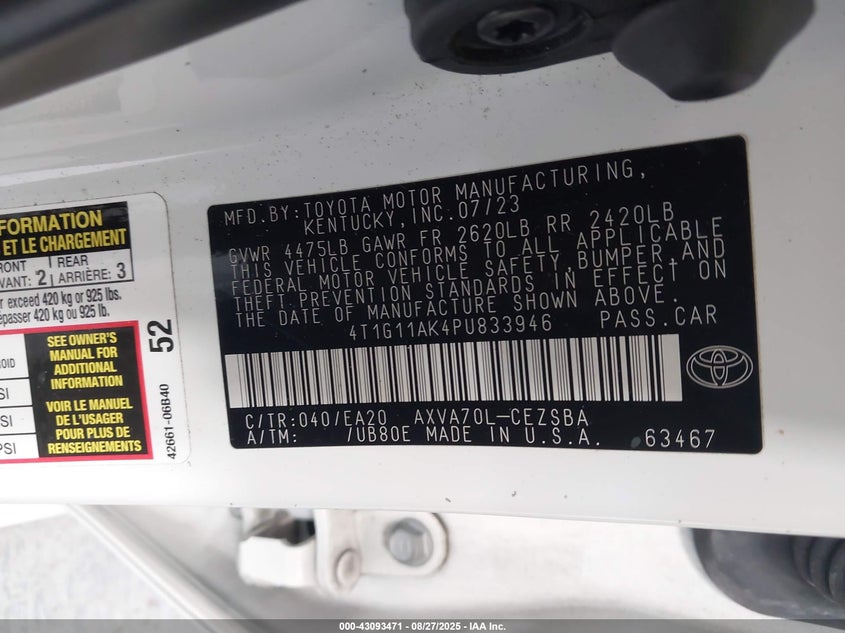 FORMATION
ET LE CHARGEMENT
FRONT
REAR
2
ARRIÈRE: 3
exceed 420 kg or 925 lbs.
420 kg ou 925 lb.
SEE OWNER'S
MANUAL FOR
ADDITIONAL
INFORMATION
VOIR LE MANUEL
DE L'USAGER
POUR PLUS DE
RENSEIGNEMENTS
PSI
52
42661-06B40
MFD.BY:TOYOTA MOTOR MANUFACTURING,
KENTUCKY,INC.07/23
GVWR 4475LB GAWR FR 2620LB RR 2420LB
THIS VEHICLE CONFORMS TO ALL APPLICABLE
FEDERAL MOTOR VEHICLE SAFETY,BUMPER,AND
THEFT PREVENTION STANDARDS IN EFFECT ON
THE DATE OF MANUFACTURE SHOWN ABOVE.
4T1G11AK4PU833946 PASS.CAR
C/TR:040/EA20 AXVA70L-CEZSBA
A/TM: /UB80E MADE IN U.S.A. 63467
000-43093471 - 08/27/2025 - IAA Inc.